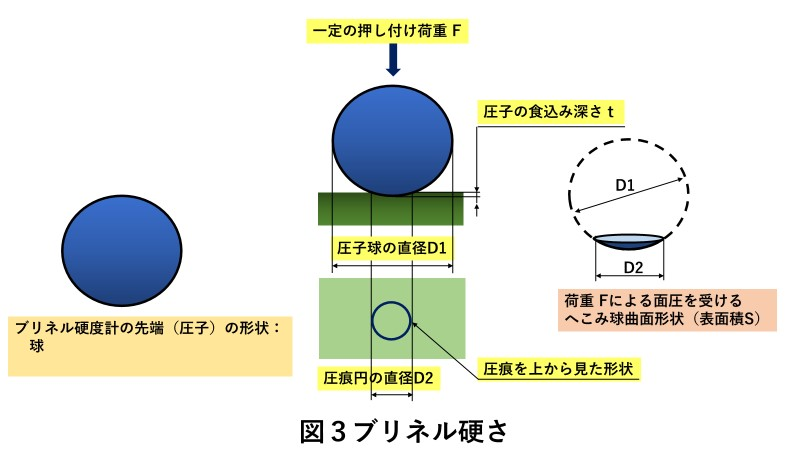 一定の押し付け荷重 F
圧子の食込み深さ t
D1
圧子球の直径D1
D2
荷重 Fによる面圧を受ける
へこみ球曲面形状（表面積S）
ブリネル硬度計の先端（圧子）の形状：
球
圧痕を上から見た形状
圧痕円の直径D2
図３ブリネル硬さ